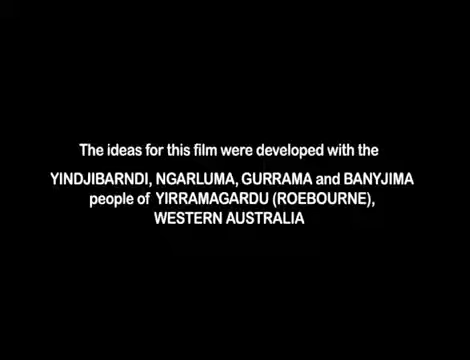 The ideas for this film were developed with the
YINDJIBARNDI, NGARLUMA, GURRAMA and BANYJIMA
people of YIRRAMAGARDU (ROEBOURNE),
WESTERN AUSTRALIA